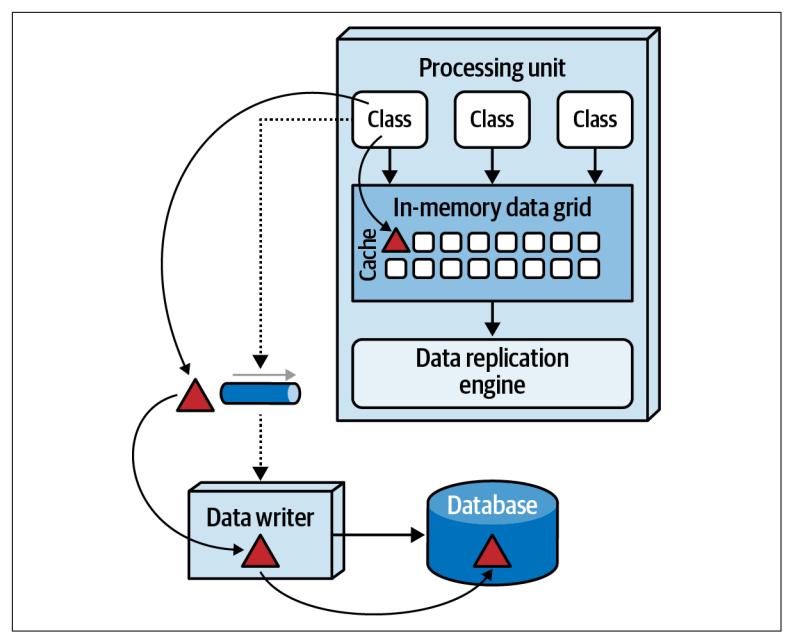 Processing unit
Class
Class
Class
In-memory data grid
Cache
Data replication
engine
Data writer
Database